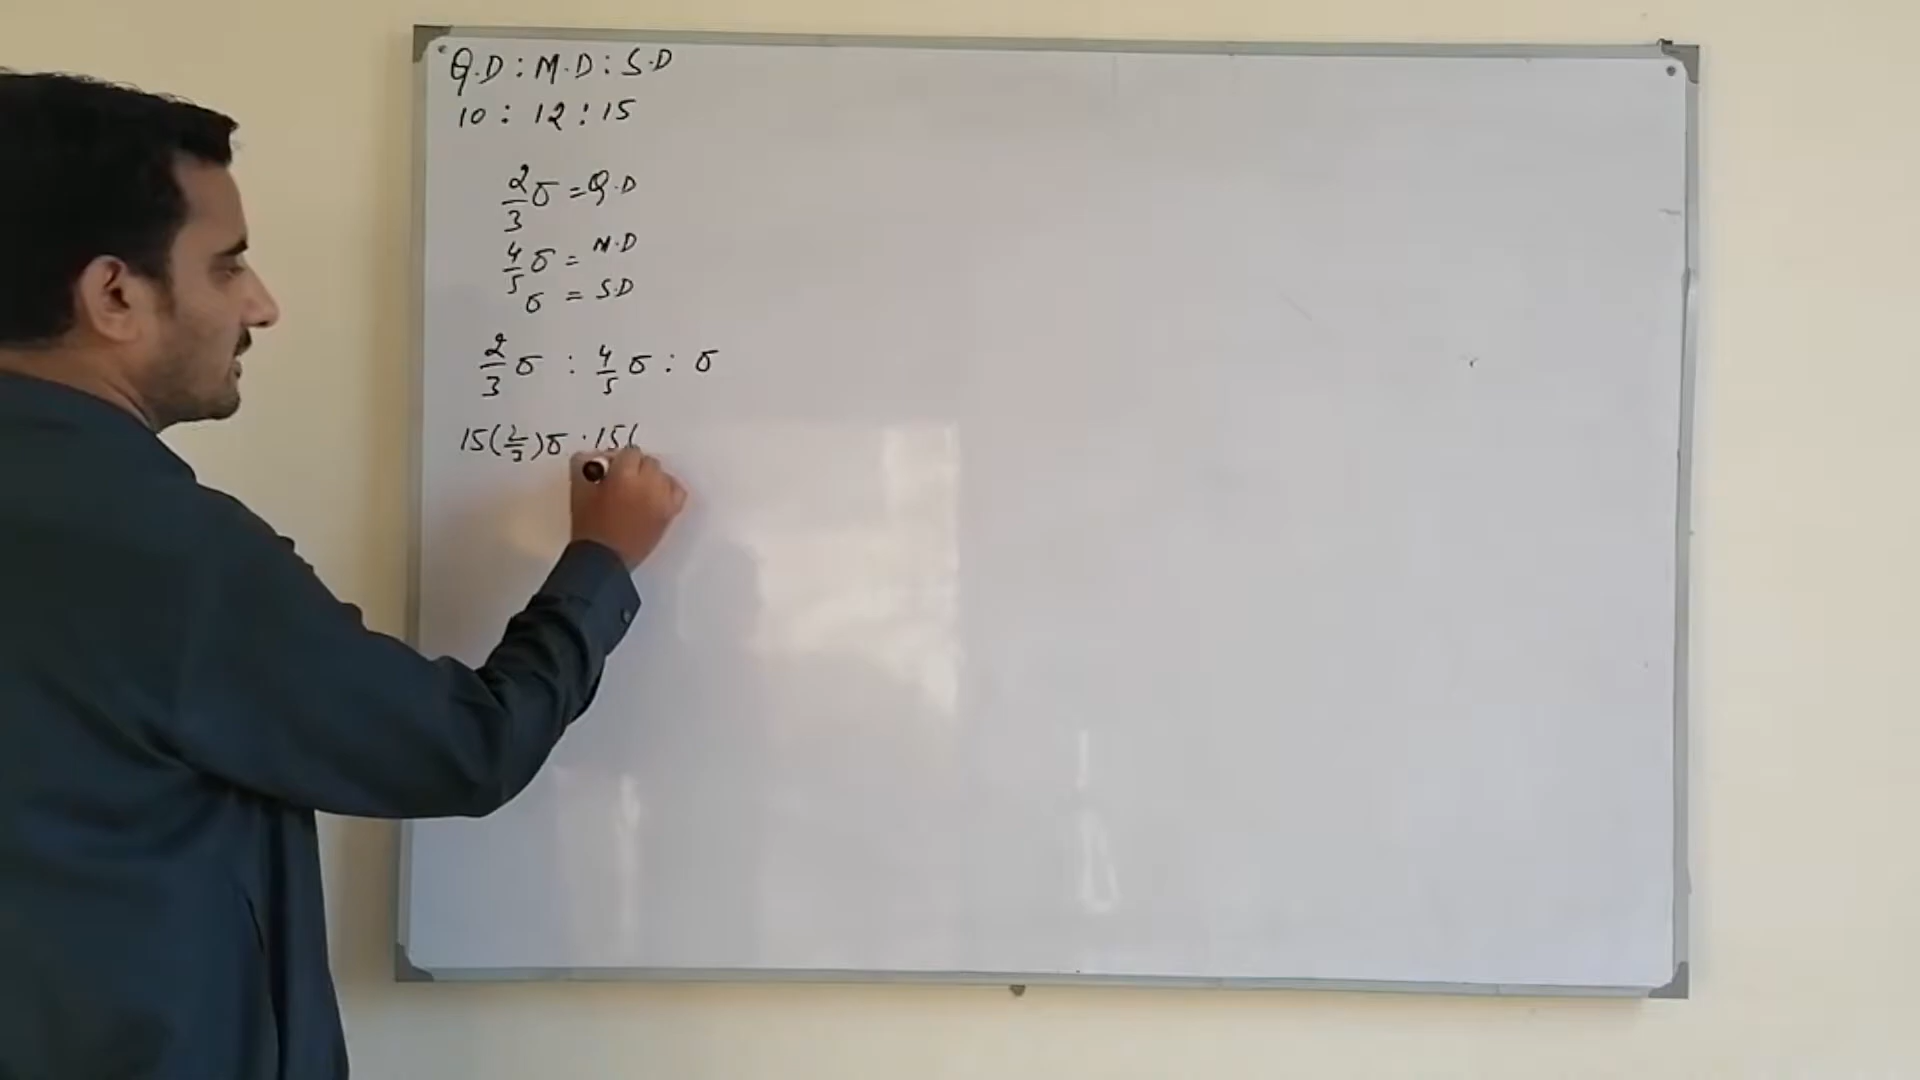 Q.D : M.D : S.D
10 : 12 : 15
2/3 σ = Q.D
4/5 σ = M.D
σ = S.D
2/3 σ : 4/5 σ : σ
15(2/3)σ : 15(